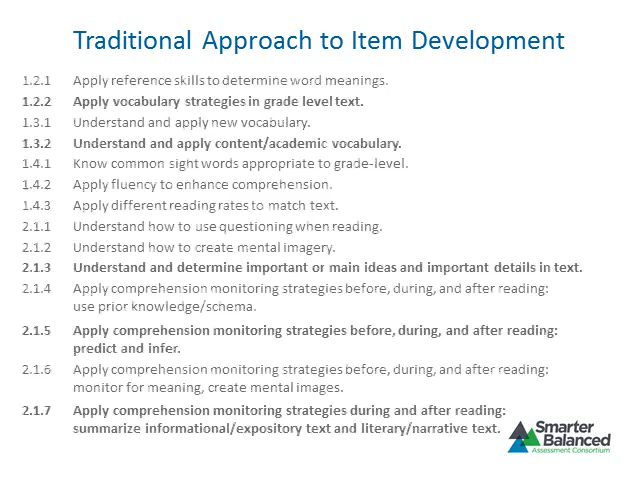 Traditional Approach to Item Development
1.2.1 Apply reference skills to determine word meanings.
1.2.2 Apply vocabulary strategies in grade level text.
1.3.1 Understand and apply new vocabulary.
1.3.2 Understand and apply content/academic vocabulary.
1.4.1 Know common sight words appropriate to grade-level.
1.4.2 Apply fluency to enhance comprehension.
1.4.3 Apply different reading rates to match text.
2.1.1 Understand how to use questioning when reading.
2.1.2 Understand how to create mental imagery.
2.1.3 Understand and determine important or main ideas and important details in text.
2.1.4 Apply comprehension monitoring strategies before, during, and after reading:
use prior knowledge/schema.
2.1.5 Apply comprehension monitoring strategies before, during, and after reading:
predict and infer.
2.1.6 Apply comprehension monitoring strategies before, during, and after reading:
monitor for meaning, create mental images.
2.1.7 Apply comprehension monitoring strategies during and after reading:
summarize informational/expository text and literary/narrative text.
Smarter
Balanced
Assessment Consortium